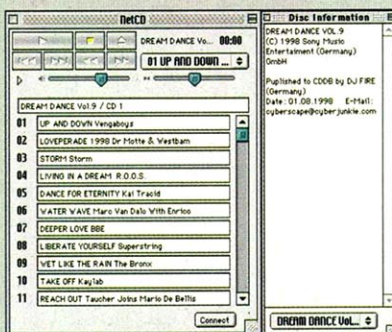 NetCD
DREAM DANCE Vo... 00:00
01 UP AND DOWN ...
DREAM DANCE Vol.9 / CD 1
01 UP AND DOWN Vengaboys
02 LOVEPERADE 1998 Dr Motte & Westbam
03 STORM Storm
04 LIVING IN A DREAM R.O.O.S.
05 DANCE FOR ETERNITY Kai Tracid
06 WATER WAVE Marc Van Dalo With Enrico
07 DEEPER LOVE BBE
08 LIBERATE YOURSELF Superstring
09 WET LIKE THE RAIN The Bronx
10 TAKE OFF Kaylab
11 REACH OUT Taucher Joins Mario De Bellis
Connect
Disc Information
DREAM DANCE VOL.9
(C) 1998 Sony Music
Entertaiment (Germany)
GmbH
Puplished to CDDB by DJ FIRE
(Germany)
Date: 01.08.1998 E-Mail:
cyberscape@cyberjunkie.com
DREAM DANCE Vol...